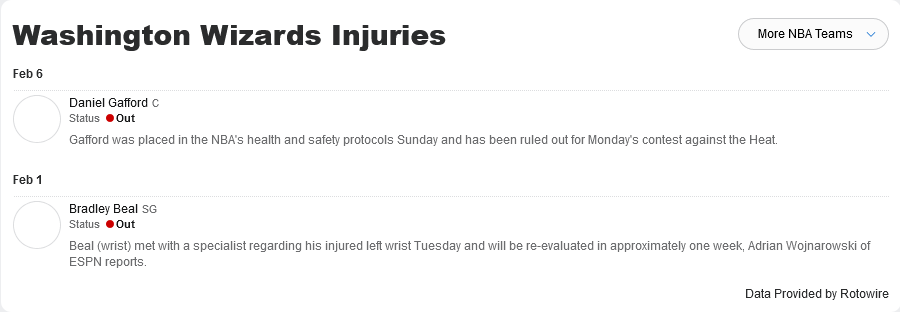 Washington Wizards Injuries
More NBA Teams
Feb 6
Daniel Gafford C
Status Out
Gafford was placed in the NBA's health and safety protocols Sunday and has been ruled out for Monday's contest against the Heat.
Feb 1
Bradley Beal SG
Status Out
Beal (wrist) met with a specialist regarding his injured left wrist Tuesday and will be re-evaluated in approximately one week, Adrian Wojnarowski of
ESPN reports.
Data Provided by Rotowire